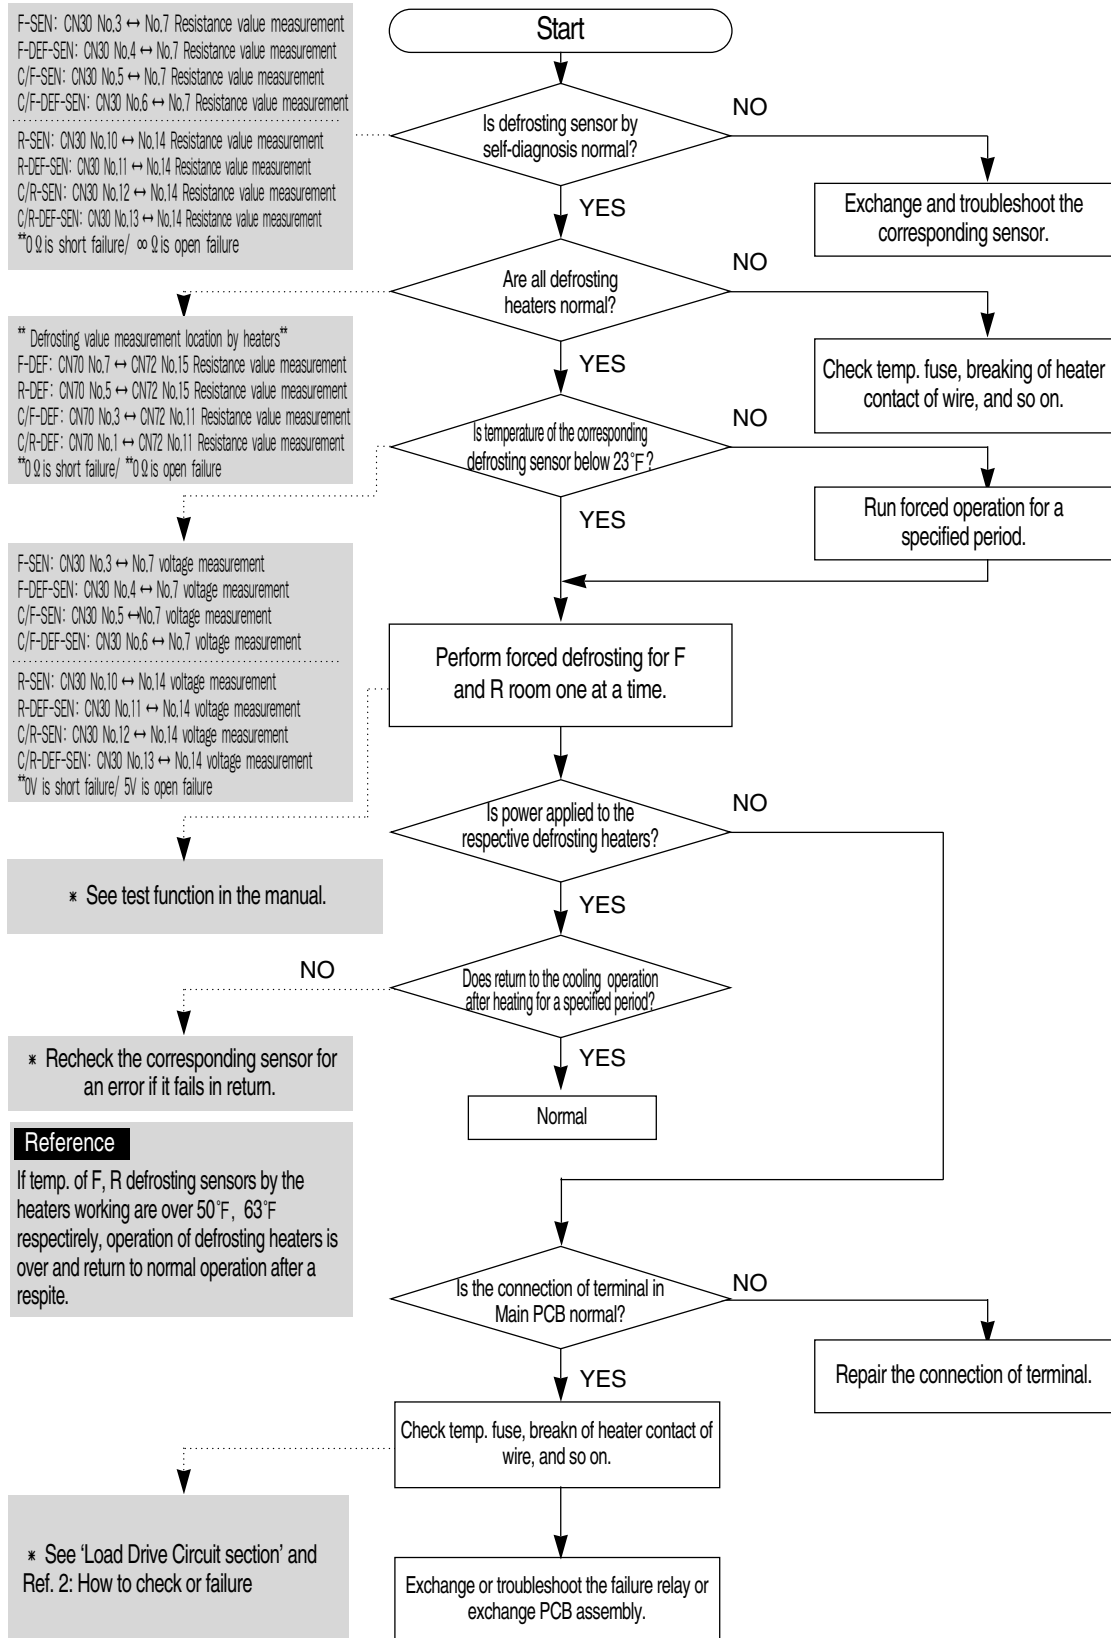 F-SEN: CN30 No.3 ↔ No.7 Resistance value measurement
F-DEF-SEN: CN30 No.4 ↔ No.7 Resistance value measurement
C/F-SEN: CN30 No.5 ↔ No.7 Resistance value measurement
C/F-DEF-SEN: CN30 No.6 ↔ No.7 Resistance value measurement
R-SEN: CN30 No.10 ↔ No.14 Resistance value measurement
R-DEF-SEN: CN30 No.11 ↔ No.14 Resistance value measurement
C/R-SEN: CN30 No.12 ↔ No.14 Resistance value measurement
C/R-DEF-SEN: CN30 No.13 ↔ No.14 Resistance value measurement
**0 Ω is short failure/ ∞ Ω is open failure
Start
Is defrosting sensor by
self-diagnosis normal?
NO
Exchange and troubleshoot the
corresponding sensor.
YES
Are all defrosting
heaters normal?
NO
Check temp. fuse, breaking of heater
contact of wire, and so on.
YES
** Defrosting value measurement location by heaters**
F-DEF: CN70 No.7 ↔ CN72 No.15 Resistance value measurement
R-DEF: CN70 No.5 ↔ CN72 No.15 Resistance value measurement
C/F-DEF: CN70 No.3 ↔ CN72 No.11 Resistance value measurement
C/R-DEF: CN70 No.1 ↔ CN72 No.11 Resistance value measurement
**0 Ω is short failure/ **0 Ω is open failure
Is temperature of the corresponding
defrosting sensor below 23°F?
NO
Run forced operation for a
specified period.
YES
F-SEN: CN30 No.3 ↔ No.7 voltage measurement
F-DEF-SEN: CN30 No.4 ↔ No.7 voltage measurement
C/F-SEN: CN30 No.5 ↔No.7 voltage measurement
C/F-DEF-SEN: CN30 No.6 ↔ No.7 voltage measurement
R-SEN: CN30 No.10 ↔ No.14 voltage measurement
R-DEF-SEN: CN30 No.11 ↔ No.14 voltage measurement
C/R-SEN: CN30 No.12 ↔ No.14 voltage measurement
C/R-DEF-SEN: CN30 No.13 ↔ No.14 voltage measurement
**0V is short failure/ 5V is open failure
Perform forced defrosting for F
and R room one at a time.
* See test function in the manual.
Is power applied to the
respective defrosting heaters?
NO
YES
Does return to the cooling operation
after heating for a specified period?
NO
* Recheck the corresponding sensor for
an error if it fails in return.
YES
Normal
Reference
If temp. of F, R defrosting sensors by the
heaters working are over 50°F, 63°F
respectirely, operation of defrosting heaters is
over and return to normal operation after a
respite.
Is the connection of terminal in
Main PCB normal?
NO
Repair the connection of terminal.
YES
Check temp. fuse, breakn of heater contact of
wire, and so on.
* See ‘Load Drive Circuit section’ and
Ref. 2: How to check or failure
Exchange or troubleshoot the failure relay or
exchange PCB assembly.